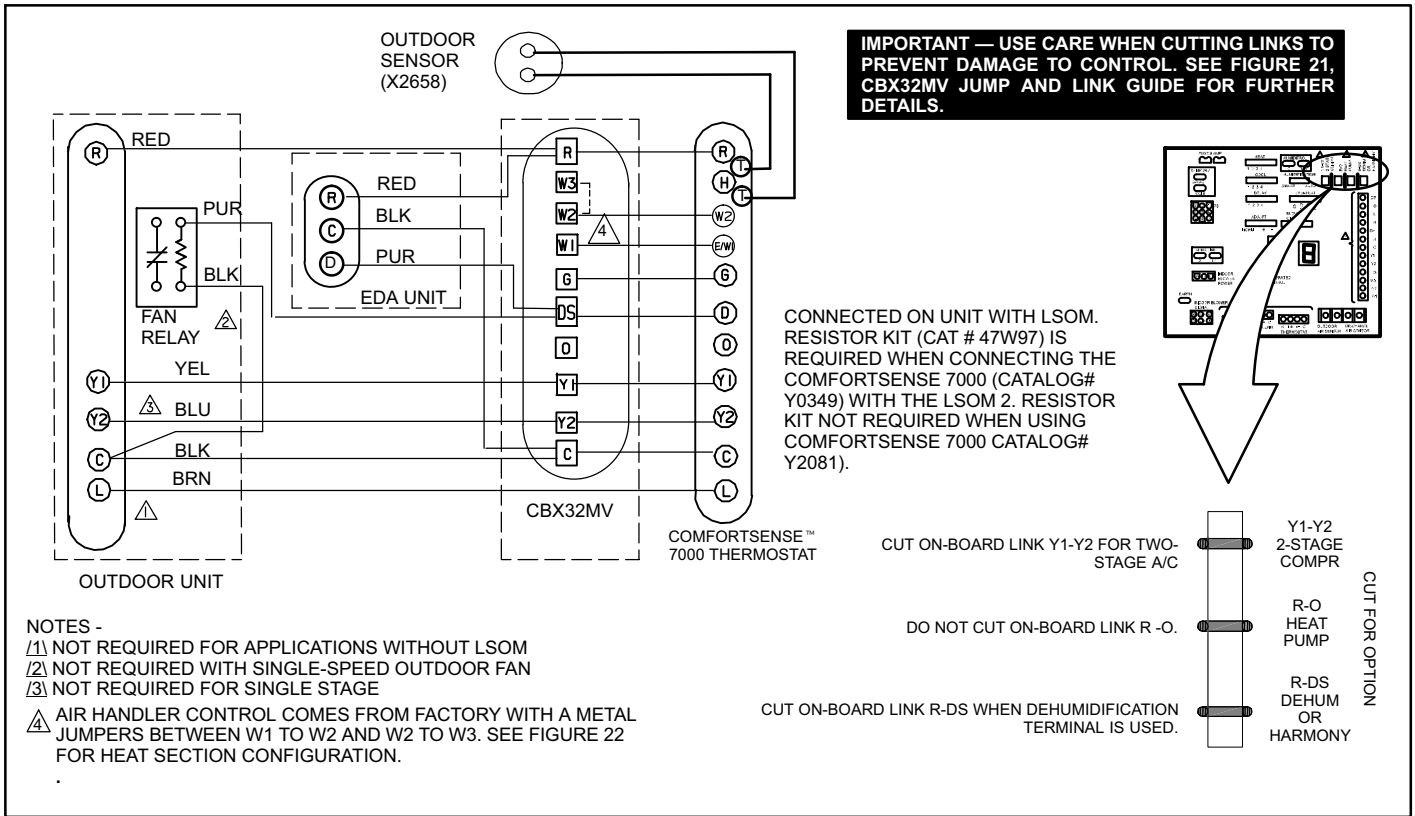 OUTDOOR
SENSOR
(X2658)
IMPORTANT — USE CARE WHEN CUTTING LINKS TO
PREVENT DAMAGE TO CONTROL. SEE FIGURE 21,
CBX32MV JUMP AND LINK GUIDE FOR FURTHER
DETAILS.
R
RED
PUR
BLK
FAN
RELAY
2
YEL
Y1
3
BLU
Y2
BLK
C
BRN
L
1
OUTDOOR UNIT
R
RED
C
BLK
D
PUR
EDA UNIT
R
W3
W2
W1
4
G
DS
O
Y1
Y2
C
CBX32MV
R
T
H
T
W2
E/W1
G
D
O
Y1
Y2
C
L
COMFORTSENSE™
7000 THERMOSTAT
CONNECTED ON UNIT WITH LSOM.
RESISTOR KIT (CAT # 47W97) IS
REQUIRED WHEN CONNECTING THE
COMFORTSENSE 7000 (CATALOG#
Y0349) WITH THE LSOM 2. RESISTOR
KIT NOT REQUIRED WHEN USING
COMFORTSENSE 7000 CATALOG#
Y2081).
CUT ON-BOARD LINK Y1-Y2 FOR TWO-
STAGE A/C
Y1-Y2
2-STAGE
COMPR
DO NOT CUT ON-BOARD LINK R -O.
R-O
HEAT
PUMP
CUT ON-BOARD LINK R-DS WHEN DEHUMIDIFICATION
TERMINAL IS USED.
R-DS
DEHUM
OR
HARMONY
CUT FOR OPTION
NOTES -
/1\ NOT REQUIRED FOR APPLICATIONS WITHOUT LSOM
/2\ NOT REQUIRED WITH SINGLE-SPEED OUTDOOR FAN
/3\ NOT REQUIRED FOR SINGLE STAGE
4 AIR HANDLER CONTROL COMES FROM FACTORY WITH A METAL
JUMPERS BETWEEN W1 TO W2 AND W2 TO W3. SEE FIGURE 22
FOR HEAT SECTION CONFIGURATION.
.